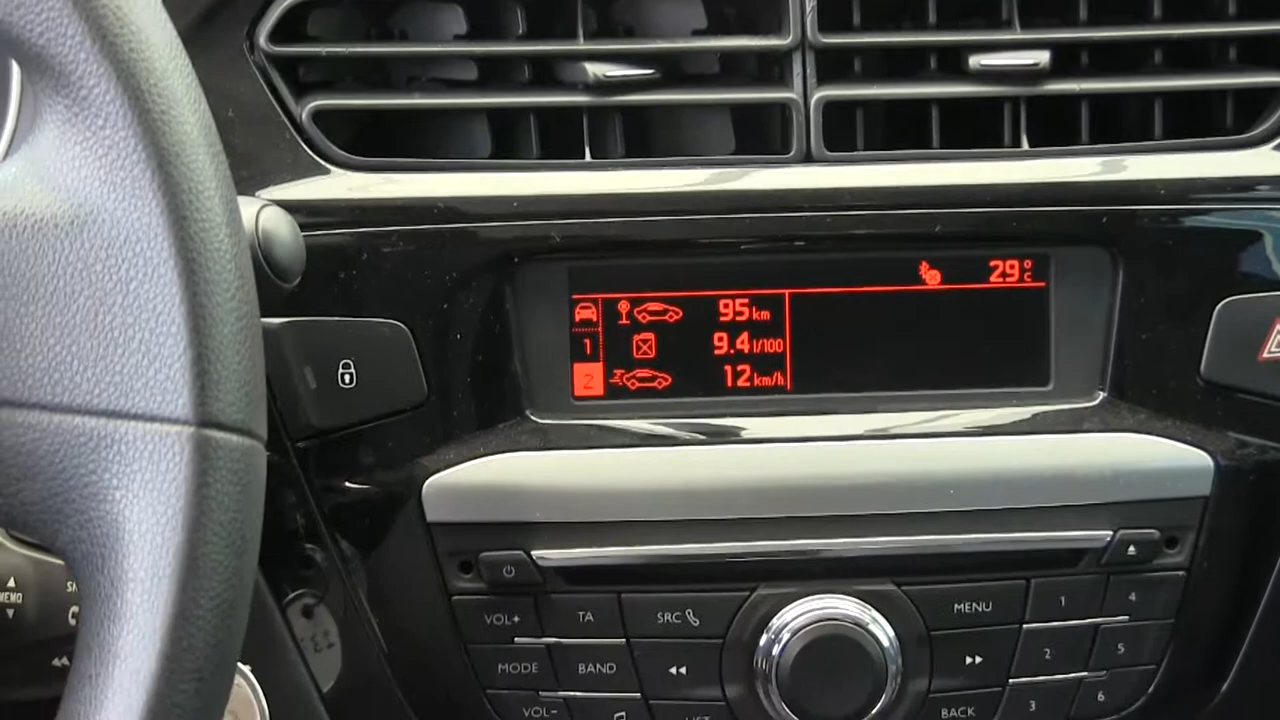 29°C
95 km
1 9.4 l/100
2 12 km/h
MEMO
VOL+ TA SRC MENU 1 4
MODE BAND 2 5
VOL- BACK 3 6